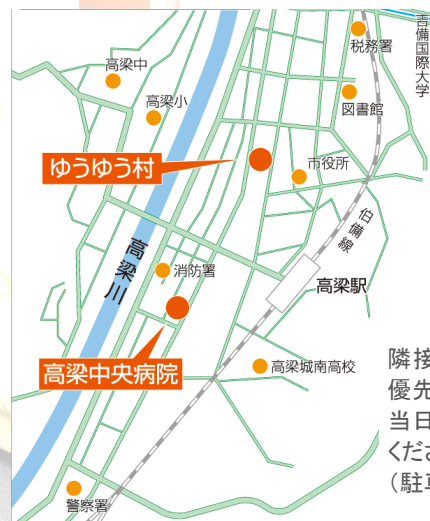 吉備国際大学
税務署
高梁中
図書館
高梁小
ゆうゆう村
市役所
伯備線
高梁川
消防署
高梁駅
高梁中央病院
高梁城南高校
隣接
優先
当日
くださ
（駐車
警察署